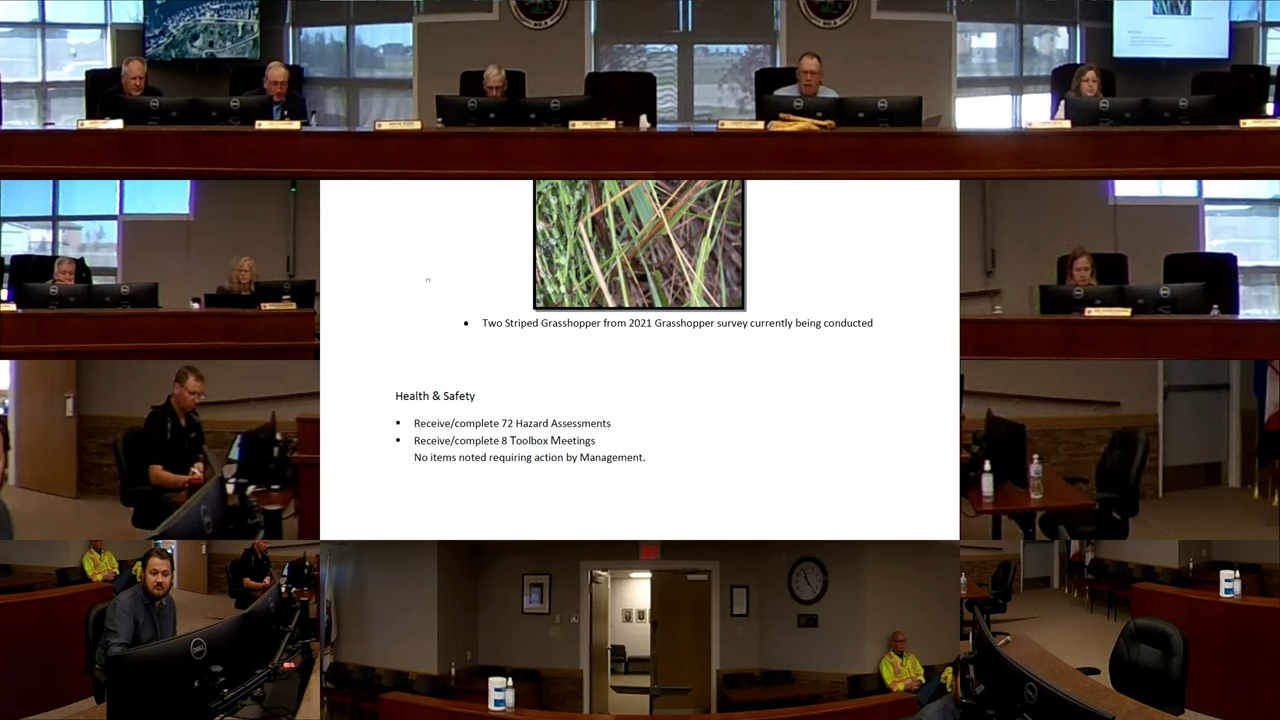 • Two Striped Grasshopper from 2021 Grasshopper survey currently being conducted
Health & Safety
▪ Receive/complete 72 Hazard Assessments
▪ Receive/complete 8 Toolbox Meetings
No items noted requiring action by Management.
DELL